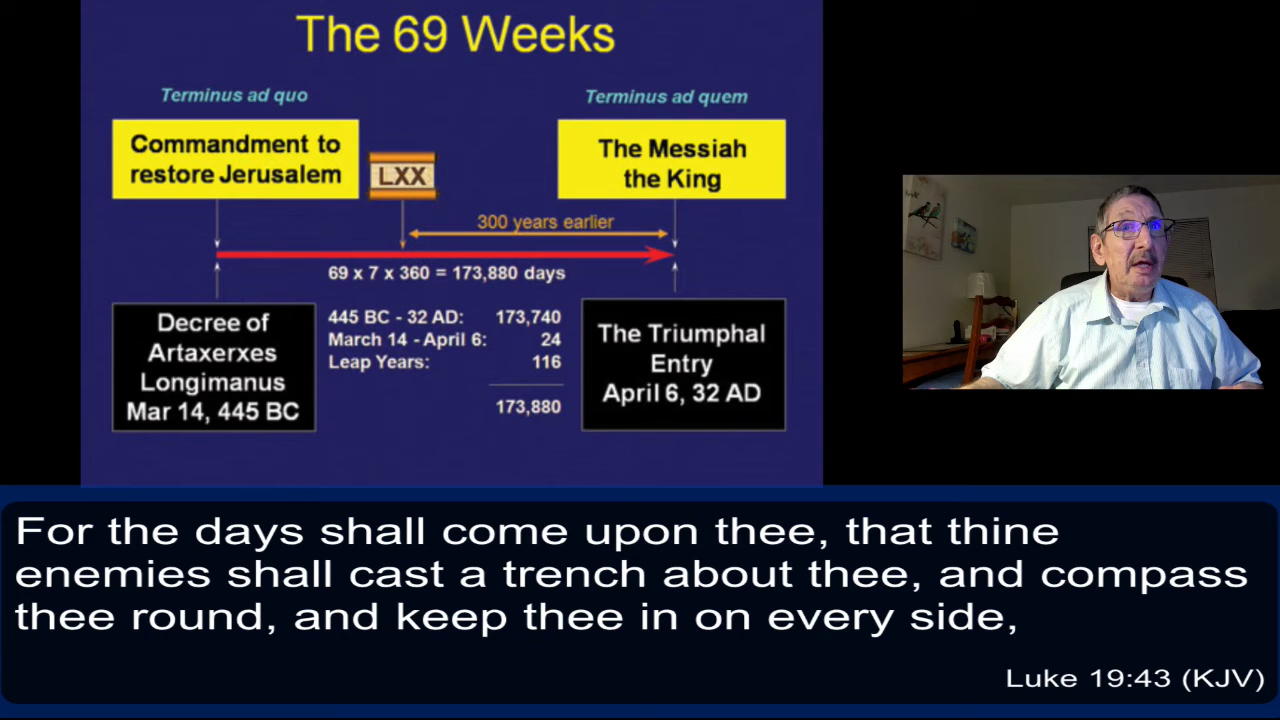 The 69 Weeks
Terminus ad quo
Terminus ad quem
Commandment to
restore Jerusalem
LXX
The Messiah
the King
300 years earlier
69 x 7 x 360 = 173,880 days
Decree of
Artaxerxes
Longimanus
Mar 14, 445 BC
445 BC - 32 AD: 173,740
March 14 - April 6: 24
Leap Years: 116
173,880
The Triumphal
Entry
April 6, 32 AD
For the days shall come upon thee, that thine
enemies shall cast a trench about thee, and compass
thee round, and keep thee in on every side,
Luke 19:43 (KJV)